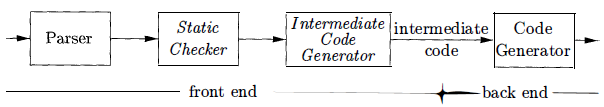 Parser
Static
Checker
Intermediate
Code
Generator
intermediate
code
Code
Generator
front end
back end